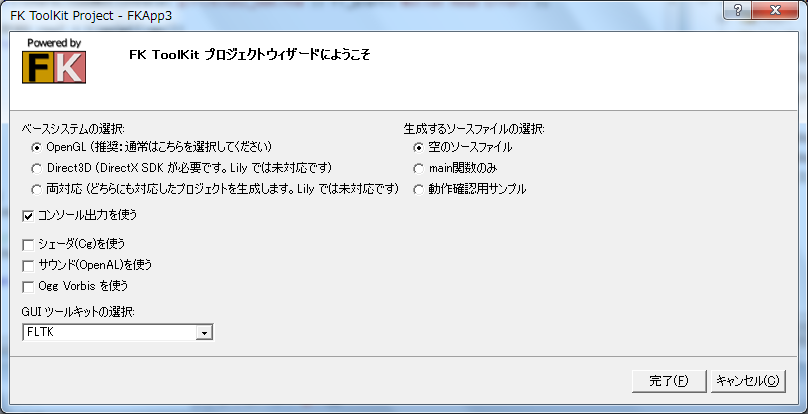 FK ToolKit Project - FKApp3
Powered by
FK
FK ToolKit プロジェクトウィザードにようこそ
ベースシステムの選択:
OpenGL (推奨：通常はこちらを選択してください)
Direct3D (DirectX SDK が必要です。Lily では未対応です)
両対応 (どちらにも対応したプロジェクトを生成します。Lily では未対応です)
コンソール出力を使う
シェーダ(Cg)を使う
サウンド(OpenAL)を使う
Ogg Vorbis を使う
GUI ツールキットの選択:
FLTK
生成するソースファイルの選択:
空のソースファイル
main関数のみ
動作確認用サンプル
完了(F)
キャンセル(C)